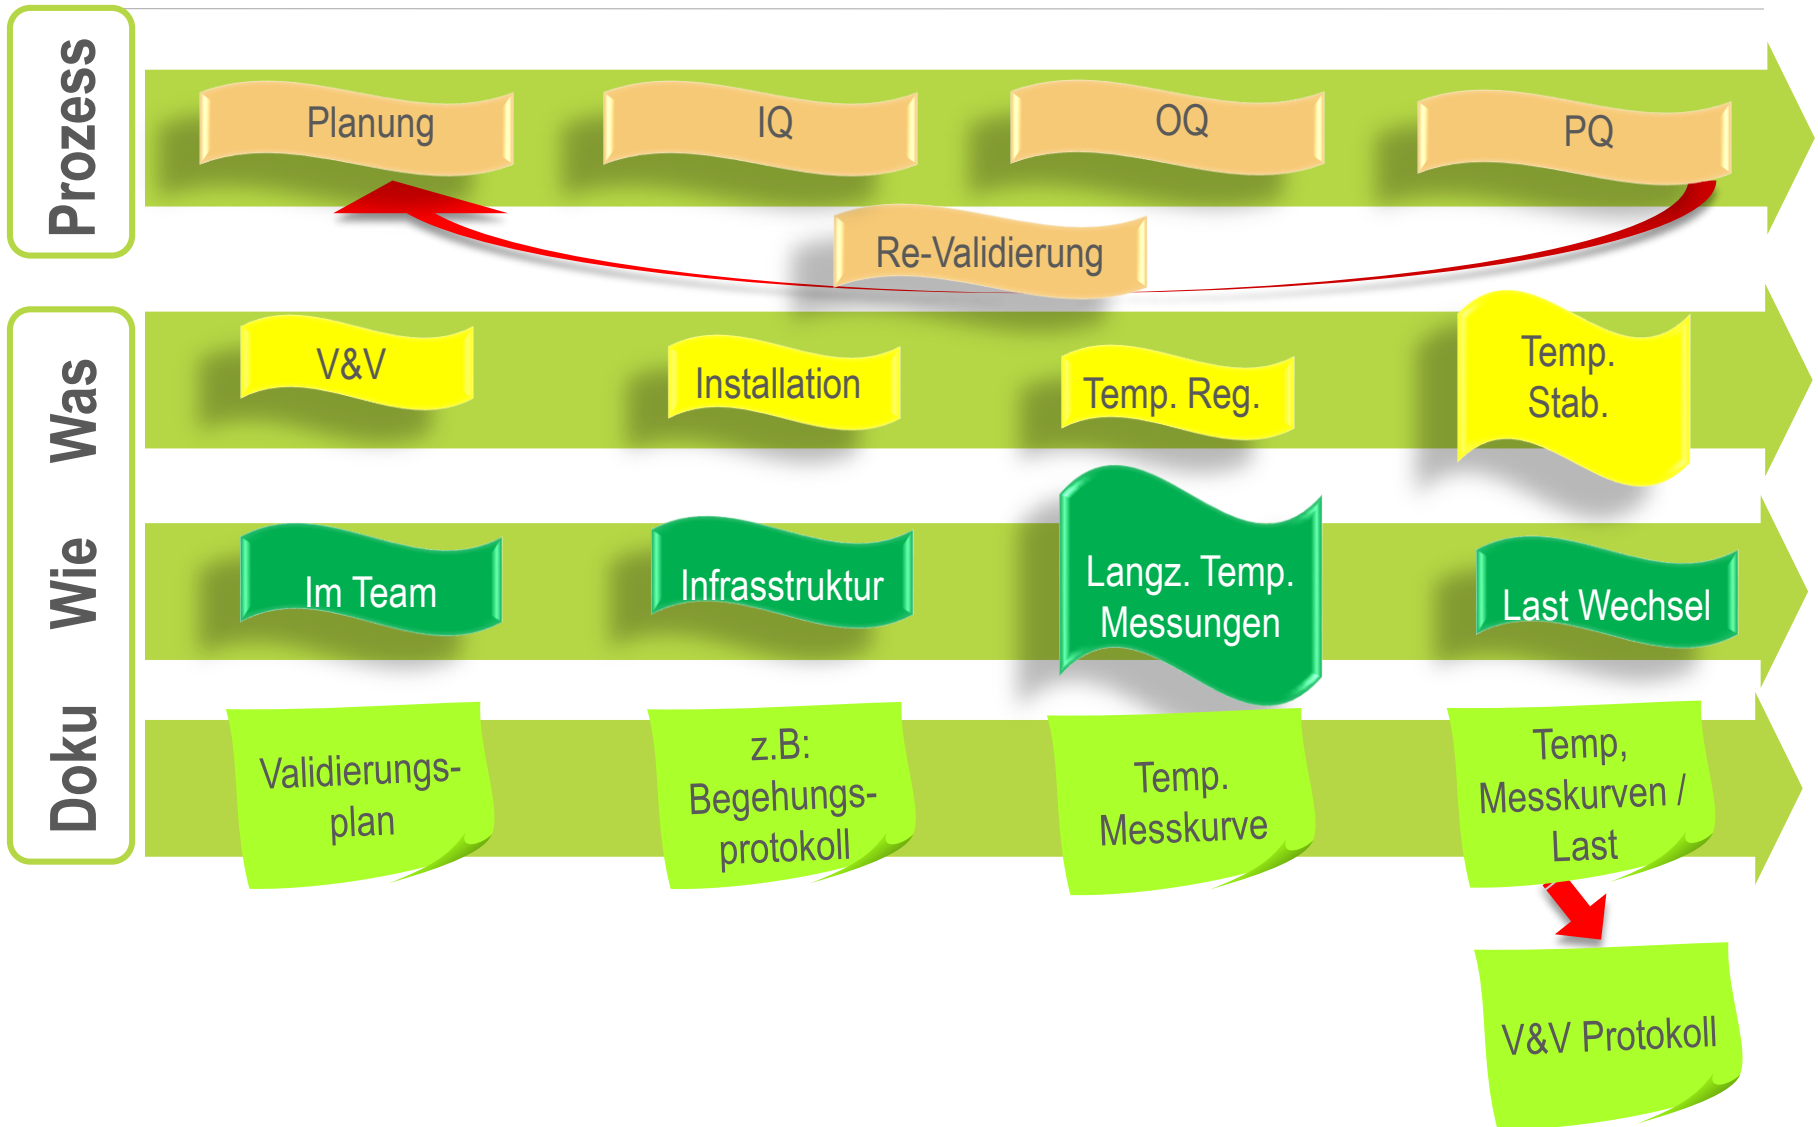 Prozess
Planung
IQ
OQ
PQ
Re-Validierung
Was
V&V
Installation
Temp. Reg.
Temp.
Stab.
Wie
Im Team
Infrasstruktur
Langz. Temp.
Messungen
Last Wechsel
Doku
Validierungs-
plan
z.B:
Begehungs-
protokoll
Temp.
Messkurve
Temp,
Messkurven /
Last
V&V Protokoll